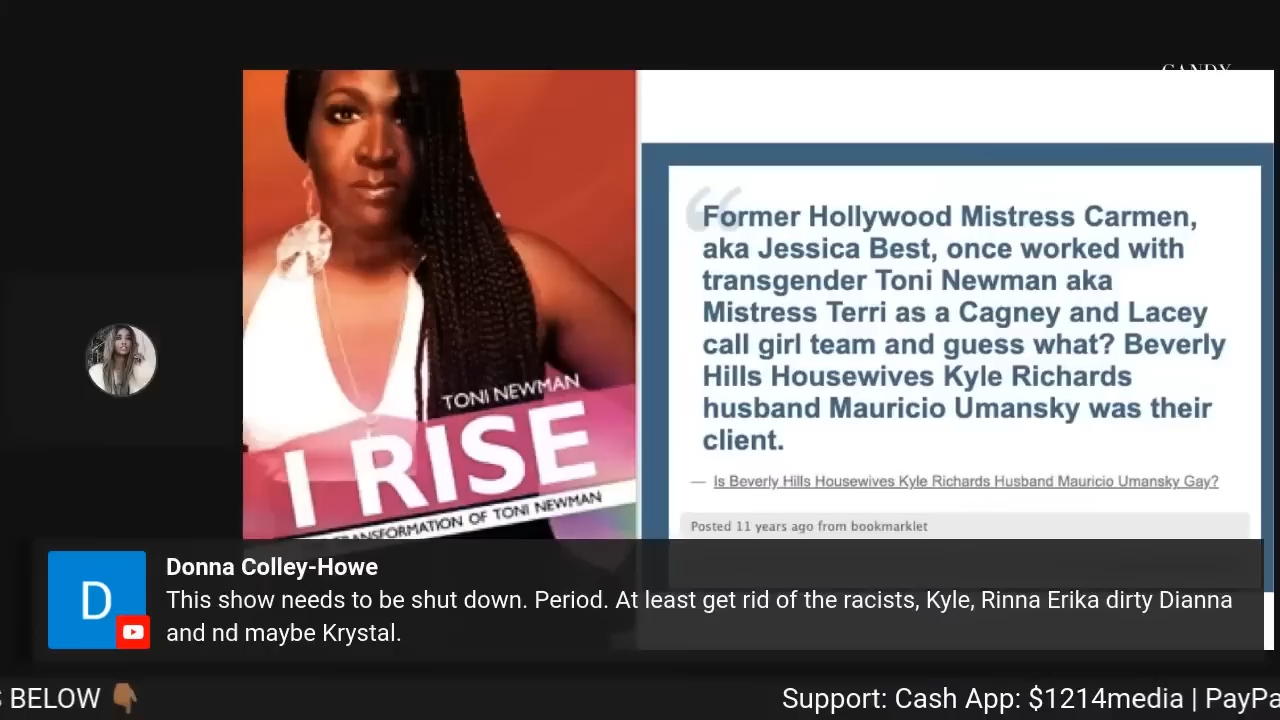 CANDY
Former Hollywood Mistress Carmen,
aka Jessica Best, once worked with
transgender Toni Newman aka
Mistress Terri as a Cagney and Lacey
call girl team and guess what? Beverly
Hills Housewives Kyle Richards
husband Mauricio Umansky was their
client.
— Is Beverly Hills Housewives Kyle Richards Husband Mauricio Umansky Gay?
Posted 11 years ago from bookmarklet
TONI NEWMAN
I RISE
TRANSFORMATION OF TONI NEWMAN
D
Donna Colley-Howe
This show needs to be shut down. Period. At least get rid of the racists, Kyle, Rinna Erika dirty Dianna
and nd maybe Krystal.
S BELOW 👇🏾 Support: Cash App: $1214media | PayPa